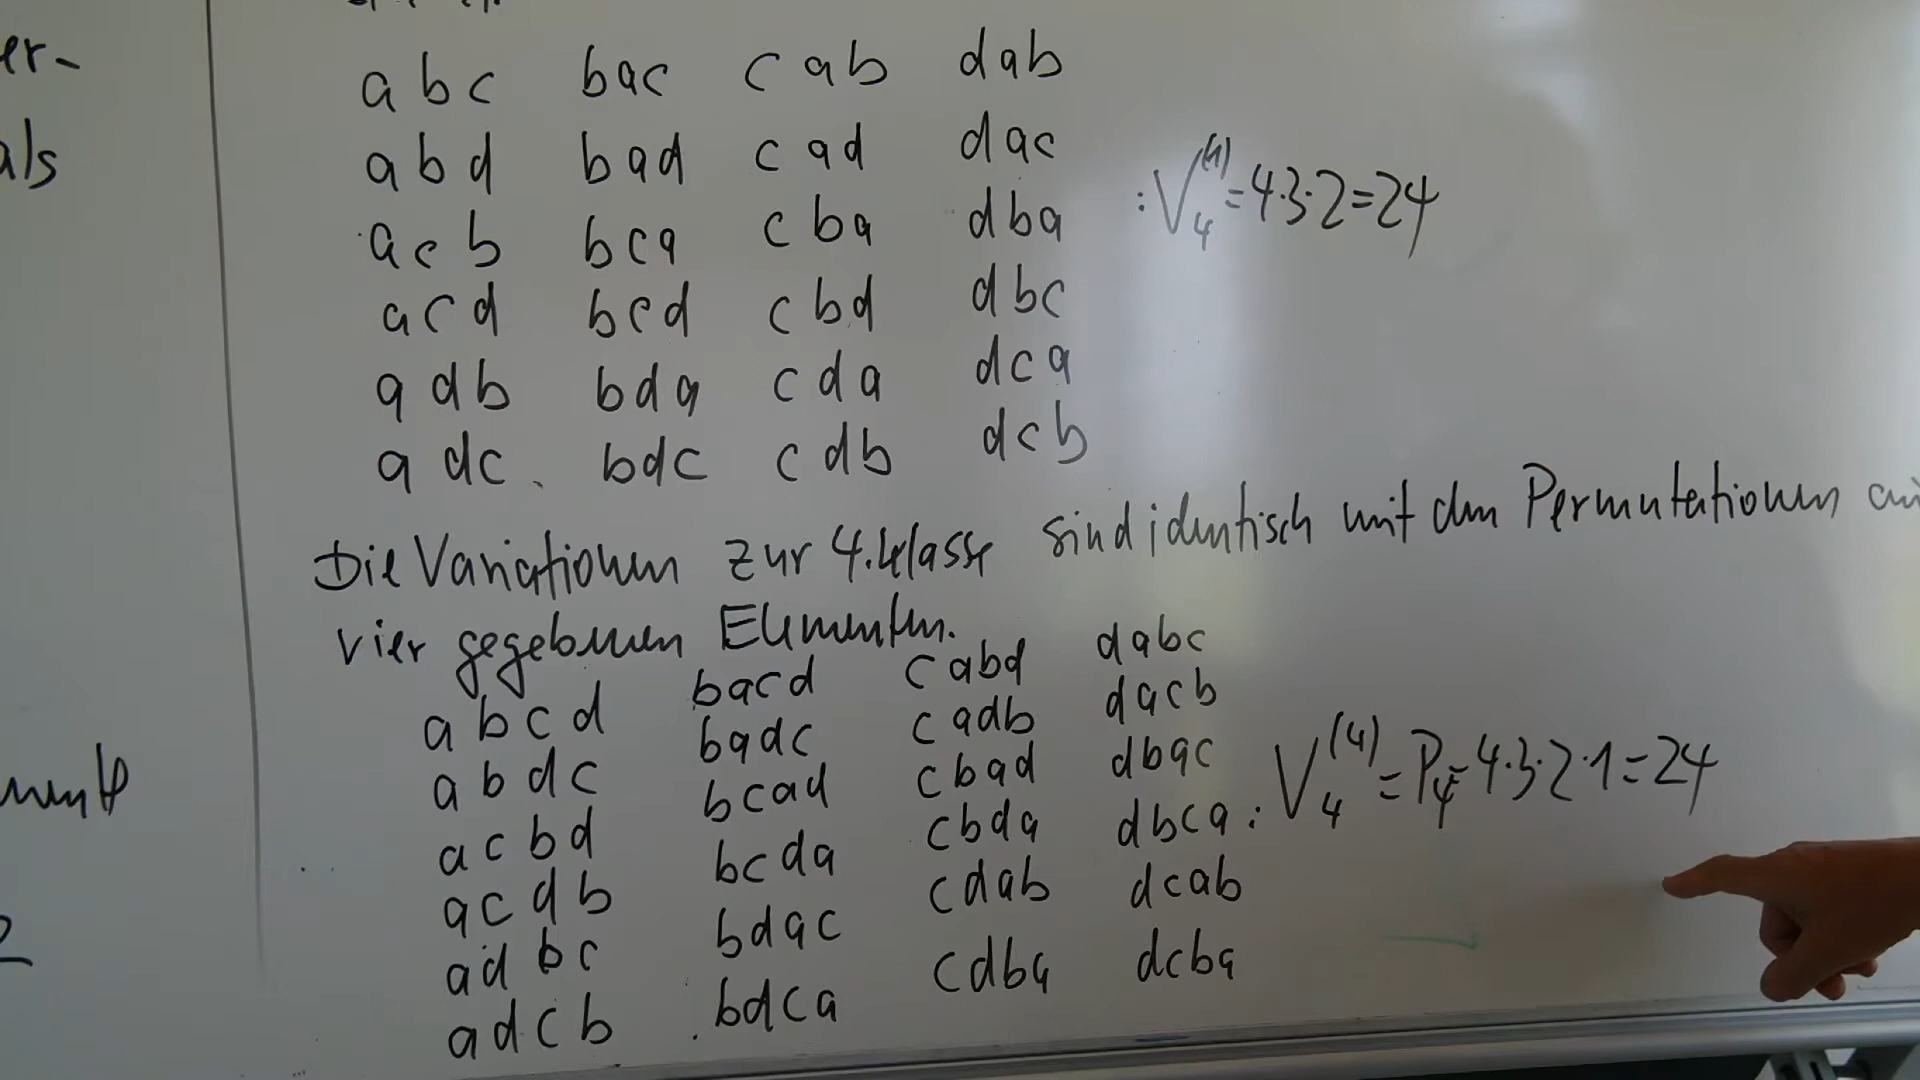 er-
als
abc bac cab dab
abd bad cad dac
acb bca cba dba
acd bcd cbd dbc
adb bda cda dca
adc bdc cdb dcb
: V₄ = 4·3·2 = 24
Die Variationen zur 4. Klasse sind identisch mit den Permutationen
vier gegebenen Elementen.
abcd bacd cabd dabc
abdc badc cadb dacb
acbd bcad cbad dbac
acdb bcda cbda dbca : V₄⁽⁴⁾ = P₄ = 4·3·2·1 = 24
adbc bdac cdab dcab
adcb bdca cdba dcba